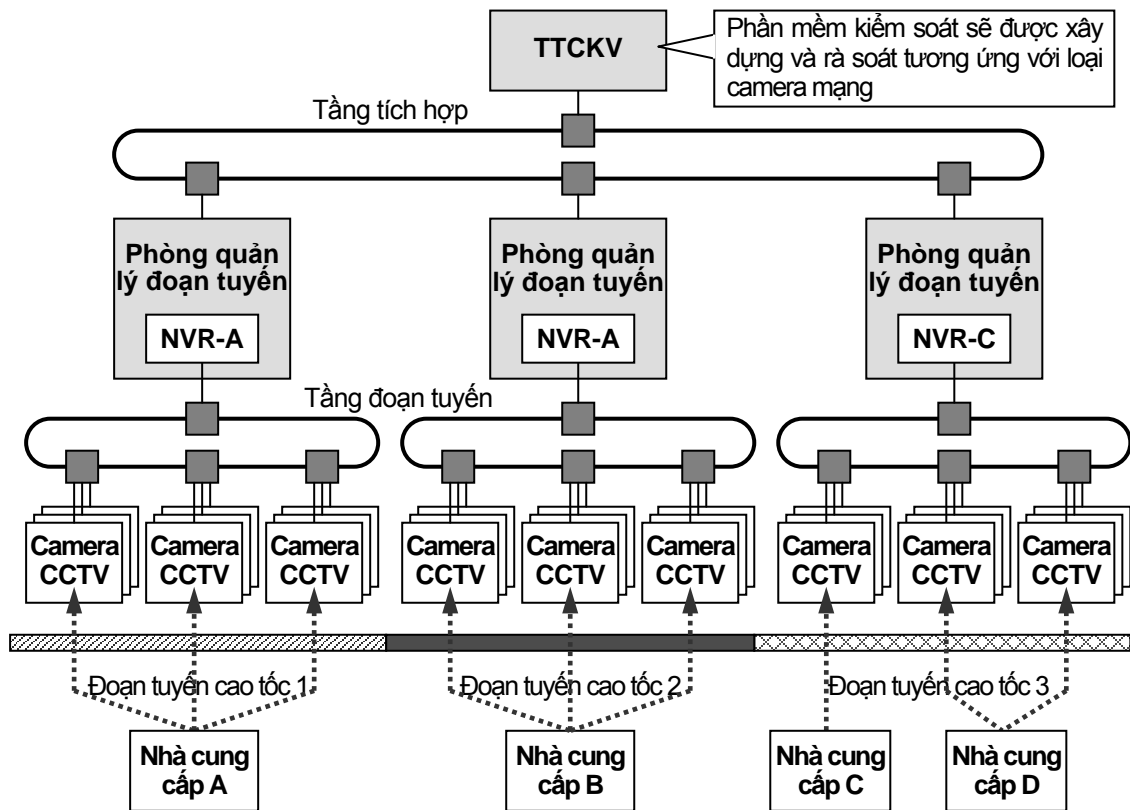 TTCKV
Phần mềm kiểm soát sẽ được xây
dựng và rà soát tương ứng với loại
camera mạng
Tầng tích hợp
Phòng quản
lý đoạn tuyến
NVR-A
Phòng quản
lý đoạn tuyến
NVR-A
Phòng quản
lý đoạn tuyến
NVR-C
Tầng đoạn tuyến
Camera
CCTV
Camera
CCTV
Camera
CCTV
Camera
CCTV
Camera
CCTV
Camera
CCTV
Camera
CCTV
Camera
CCTV
Camera
CCTV
Đoạn tuyến cao tốc 1
Đoạn tuyến cao tốc 2
Đoạn tuyến cao tốc 3
Nhà cung
cấp A
Nhà cung
cấp B
Nhà cung
cấp C
Nhà cung
cấp D